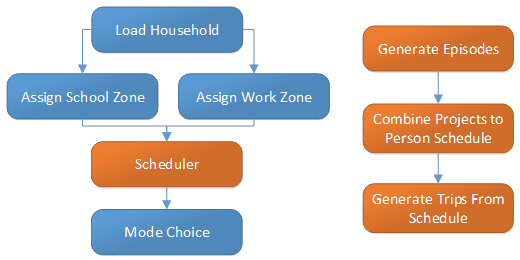 Load Household
Assign School Zone
Assign Work Zone
Scheduler
Mode Choice
Generate Episodes
Combine Projects to
Person Schedule
Generate Trips From
Schedule